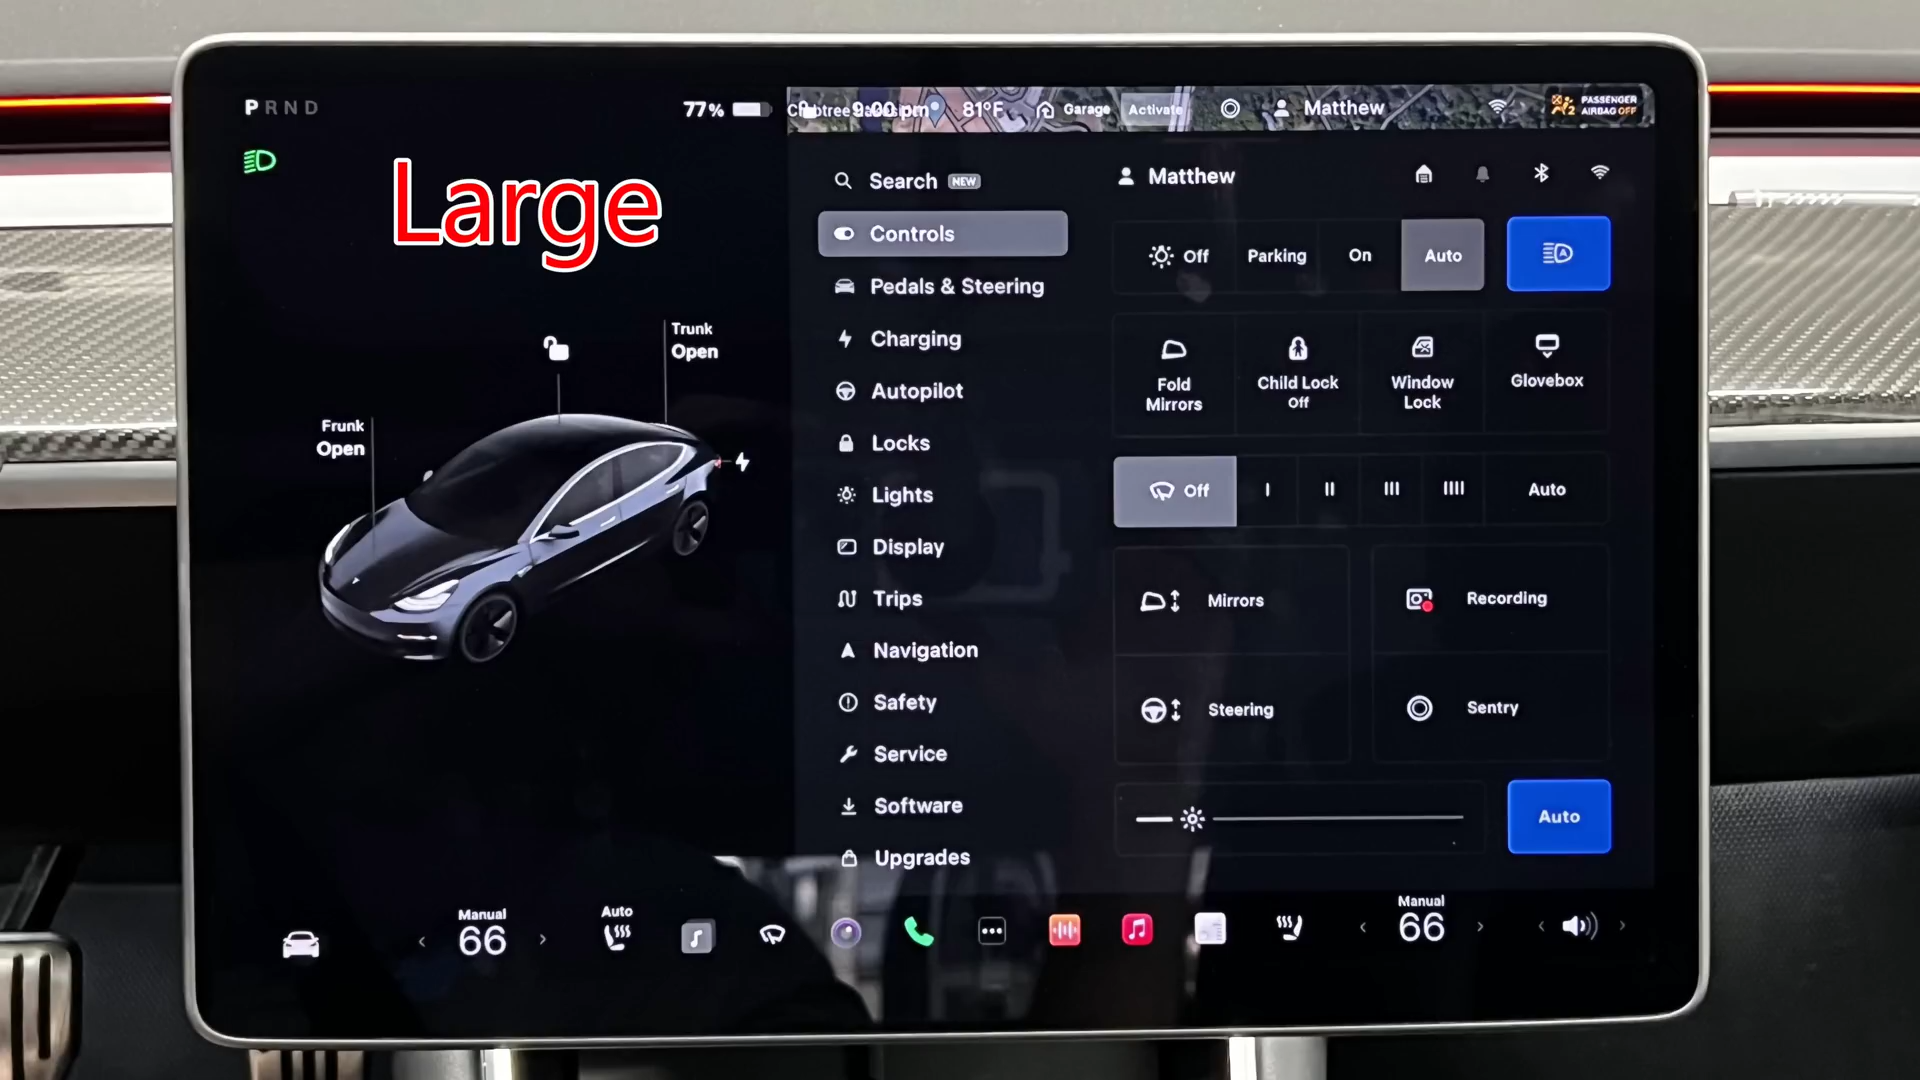 PRND
77%
9:00 pm
81°F
Garage
Activate
Matthew
PASSENGER
AIRBAG OFF
Large
Trunk
Open
Frunk
Open
Search NEW
Controls
Pedals & Steering
Charging
Autopilot
Locks
Lights
Display
Trips
Navigation
Safety
Service
Software
Upgrades
Matthew
Off Parking On Auto
Fold
Mirrors
Child Lock
Off
Window
Lock
Glovebox
Off I II III IIII Auto
Mirrors
Recording
Steering
Sentry
Auto
Manual
66
Auto
Manual
66